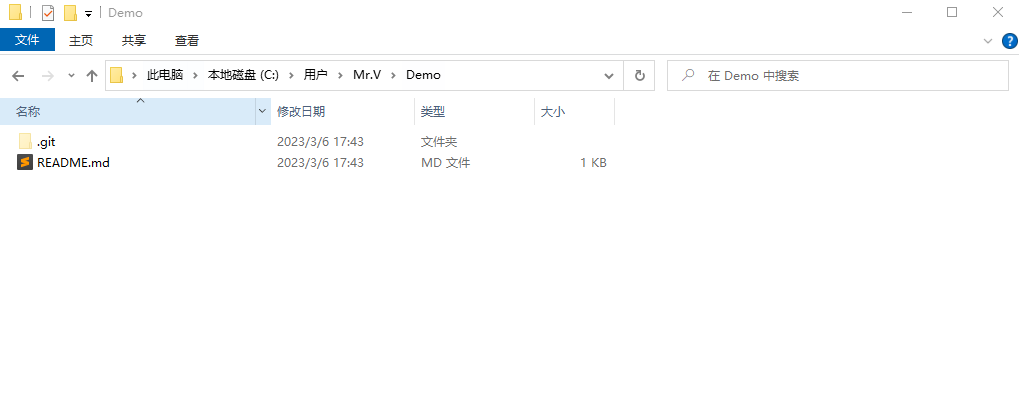 Demo
文件 主页 共享 查看
此电脑 本地磁盘 (C:) 用户 Mr.V Demo 在 Demo 中搜索
名称 修改日期 类型 大小
.git 2023/3/6 17:43 文件夹
README.md 2023/3/6 17:43 MD 文件 1 KB